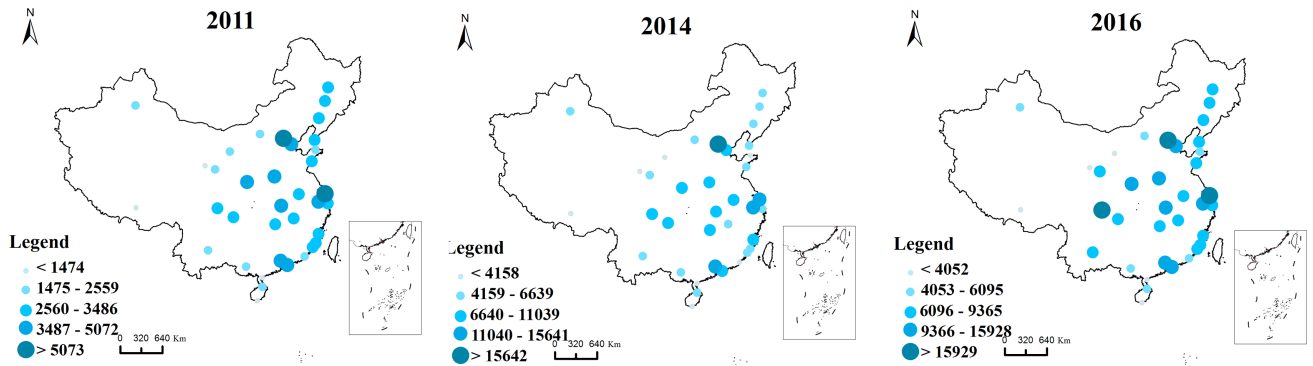 N
2011
Legend
< 1474
1475 - 2559
2560 - 3486
3487 - 5072
> 5073
0 320 640 Km
N
2014
Legend
< 4158
4159 - 6639
6640 - 11039
11040 - 15641
> 15642
0 320 640 Km
N
2016
Legend
< 4052
4053 - 6095
6096 - 9365
9366 - 15928
> 15929
0 320 640 Km